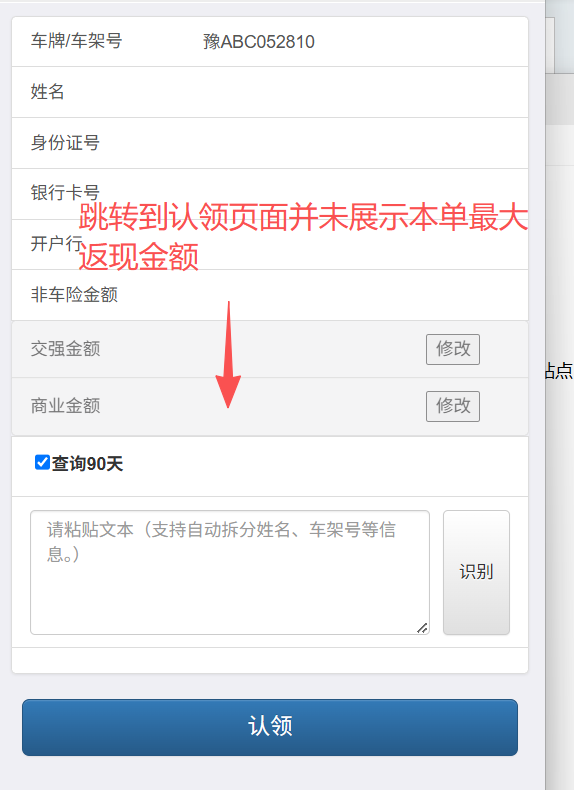 车牌/车架号 豫ABC052810
姓名
身份证号
银行卡号
跳转到认领页面并未展示本单最大
返现金额
开户行
非车险金额
交强金额 修改
商业金额 修改
站点
查询90天
请粘贴文本（支持自动拆分姓名、车架号等信
息。）
识别
认领